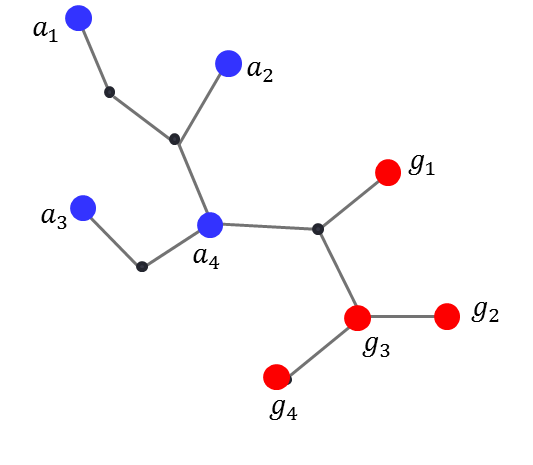 a₁
a₂
g₁
a₃
a₄
g₂
g₃
g₄